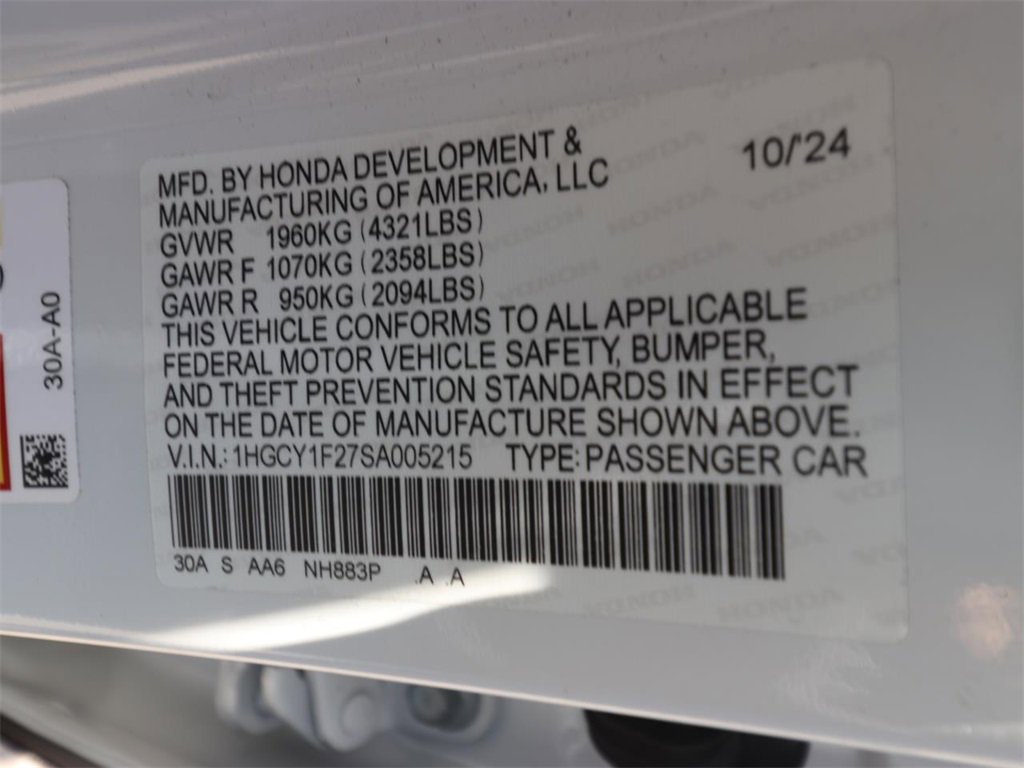 MFD. BY HONDA DEVELOPMENT &
MANUFACTURING OF AMERICA, LLC
10/'24
GVWR 1960KG (4321LBS)
GAWR F 1070KG (2358LBS)
GAWR R 950KG (2094LBS)
THIS VEHICLE CONFORMS TO ALL APPLICABLE
FEDERAL MOTOR VEHICLE SAFETY, BUMPER,
AND THEFT PREVENTION STANDARDS IN EFFECT
ON THE DATE OF MANUFACTURE SHOWN ABOVE.
V.I.N.: 1HGCY1F27SA005215 TYPE: PASSENGER CAR
30A S AA6 NH883P .A .A
30A-A0